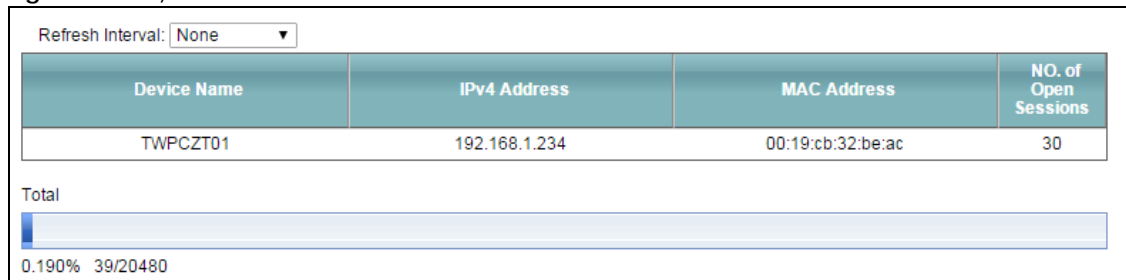 Refresh Interval: None
Device Name IPv4 Address MAC Address NO. of Open Sessions
TWPCZT01 192.168.1.234 00:19:cb:32:be:ac 30
Total
0.190% 39/20480